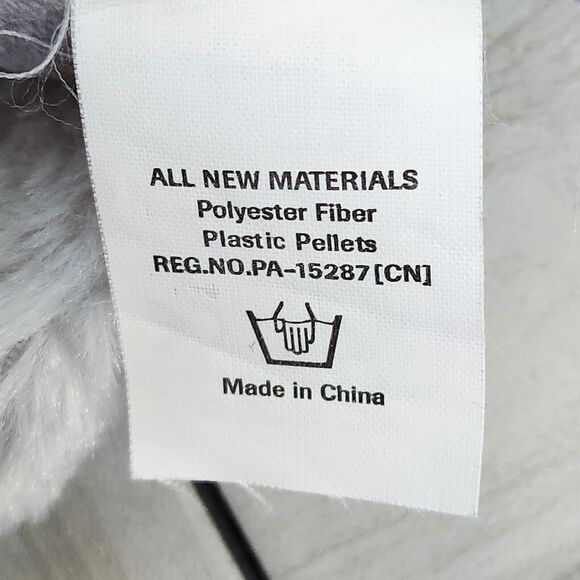 ALL NEW MATERIALS
Polyester Fiber
Plastic Pellets
REG.NO.PA-15287[CN]
Made in China